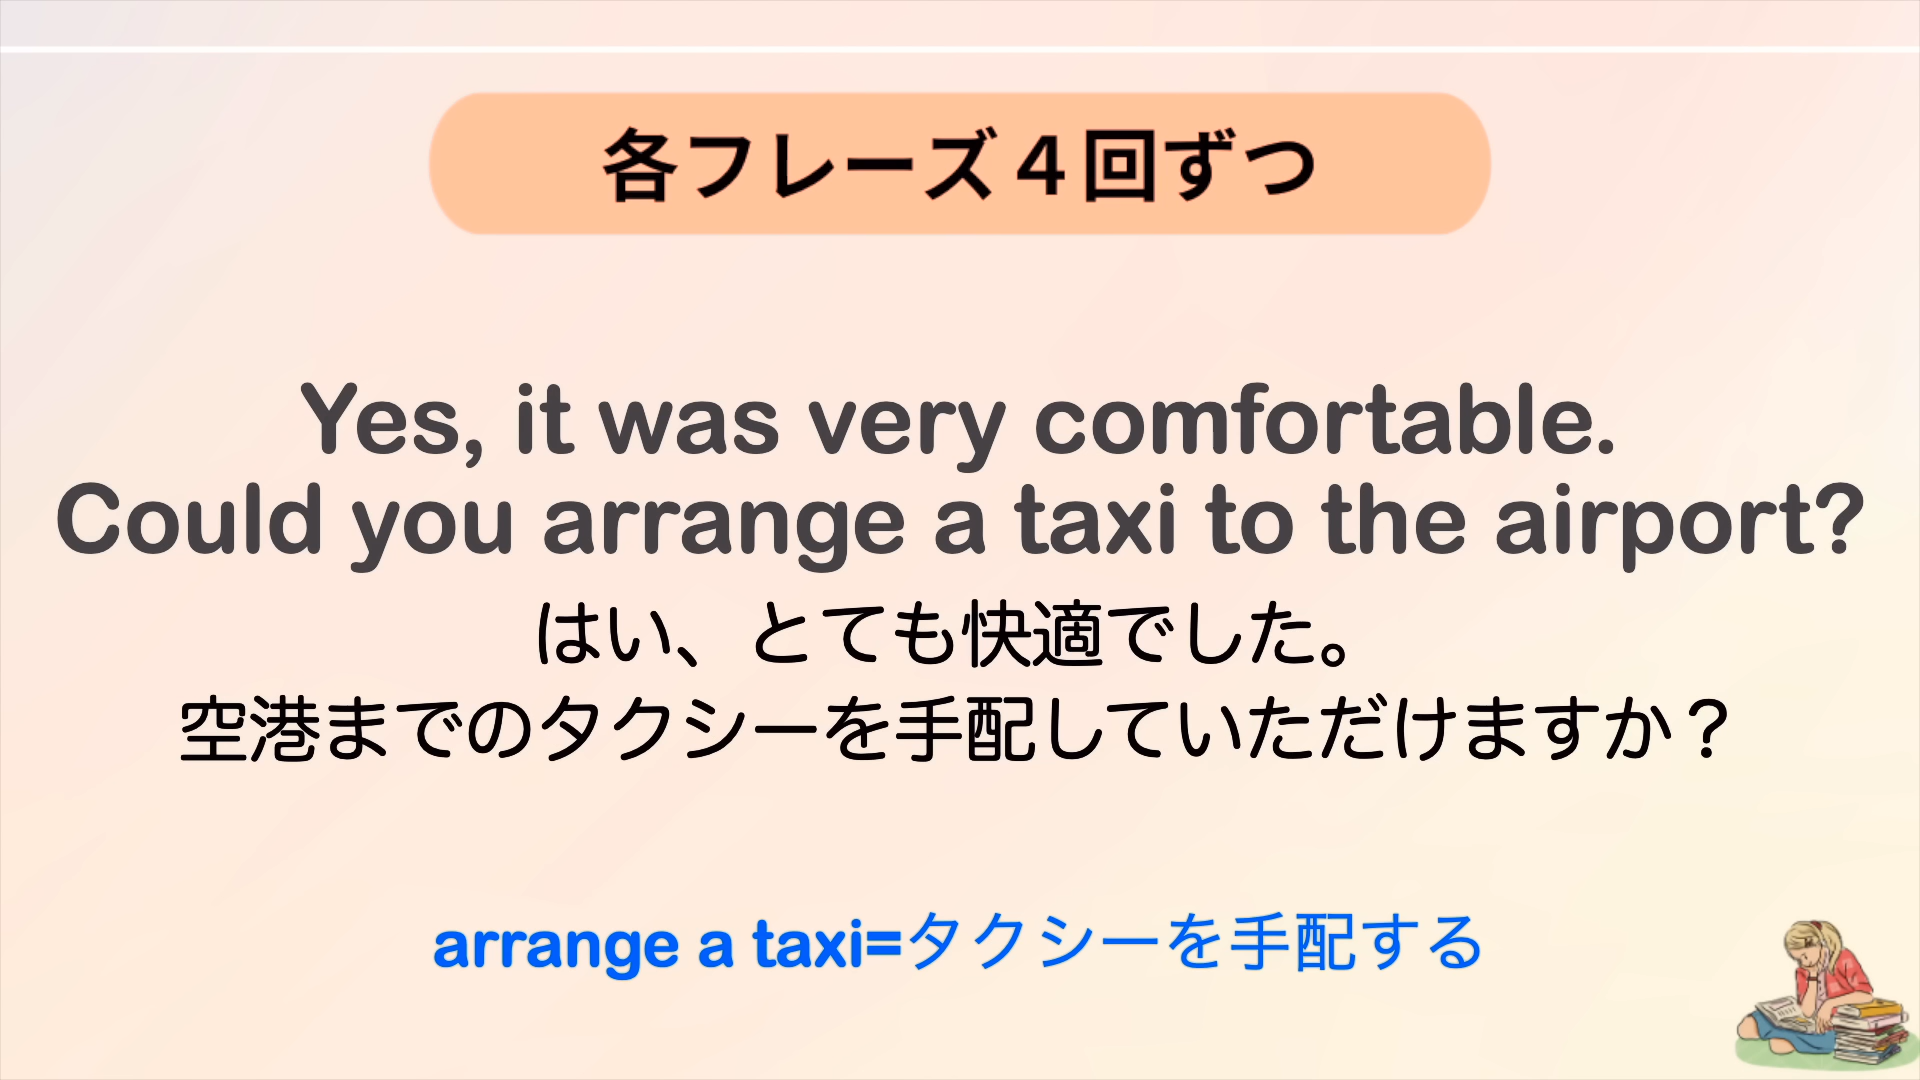 各フレーズ４回ずつ
Yes, it was very comfortable.
Could you arrange a taxi to the airport?
はい、とても快適でした。
空港までのタクシーを手配していただけますか？
arrange a taxi=タクシーを手配する